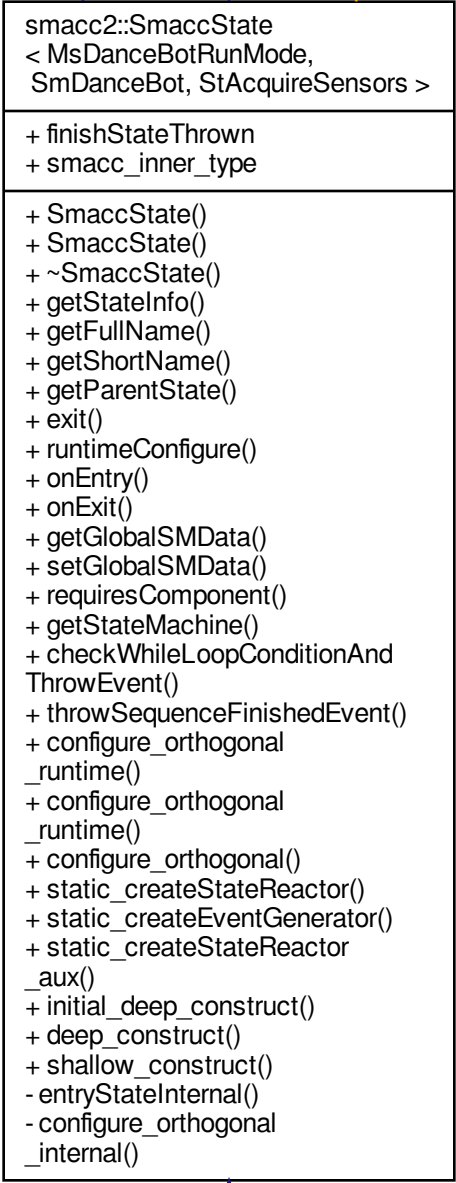 smacc2::SmaccState
< MsDanceBotRunMode,
SmDanceBot, StAcquireSensors >
+ finishStateThrown
+ smacc_inner_type
+ SmaccState()
+ SmaccState()
+ ~SmaccState()
+ getStateInfo()
+ getFullName()
+ getShortName()
+ getParentState()
+ exit()
+ runtimeConfigure()
+ onEntry()
+ onExit()
+ getGlobalSMData()
+ setGlobalSMData()
+ requiresComponent()
+ getStateMachine()
+ checkWhileLoopConditionAnd
ThrowEvent()
+ throwSequenceFinishedEvent()
+ configure_orthogonal
_runtime()
+ configure_orthogonal
_runtime()
+ configure_orthogonal()
+ static_createStateReactor()
+ static_createEventGenerator()
+ static_createStateReactor
_aux()
+ initial_deep_construct()
+ deep_construct()
+ shallow_construct()
- entryStateInternal()
- configure_orthogonal
_internal()